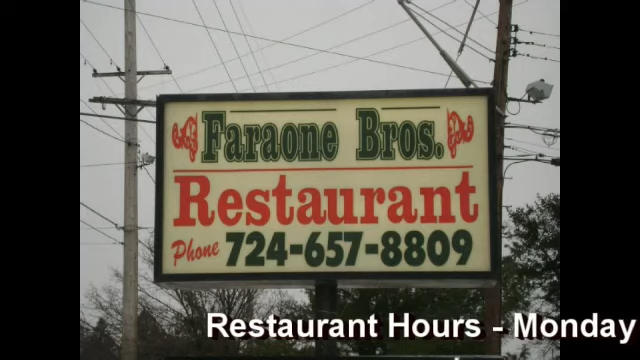 Faraone Bros.
Restaurant
Phone 724-657-8809
Restaurant Hours - Monday